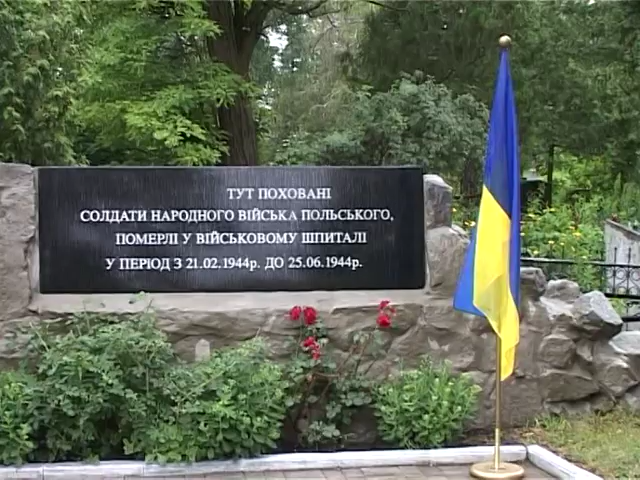 ТУТ ПОХОВАНІ
СОЛДАТИ НАРОДНОГО ВІЙСЬКА ПОЛЬСЬКОГО,
ПОМЕРЛІ У ВІЙСЬКОВОМУ ШПИТАЛІ
У ПЕРІОД З 21.02.1944р. ДО 25.06.1944р.